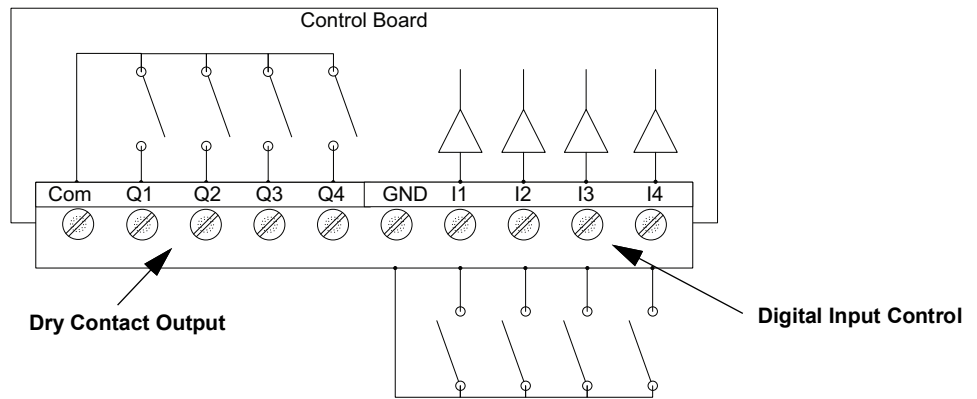 Control Board
Com Q1 Q2 Q3 Q4 GND I1 I2 I3 I4
Dry Contact Output
Digital Input Control